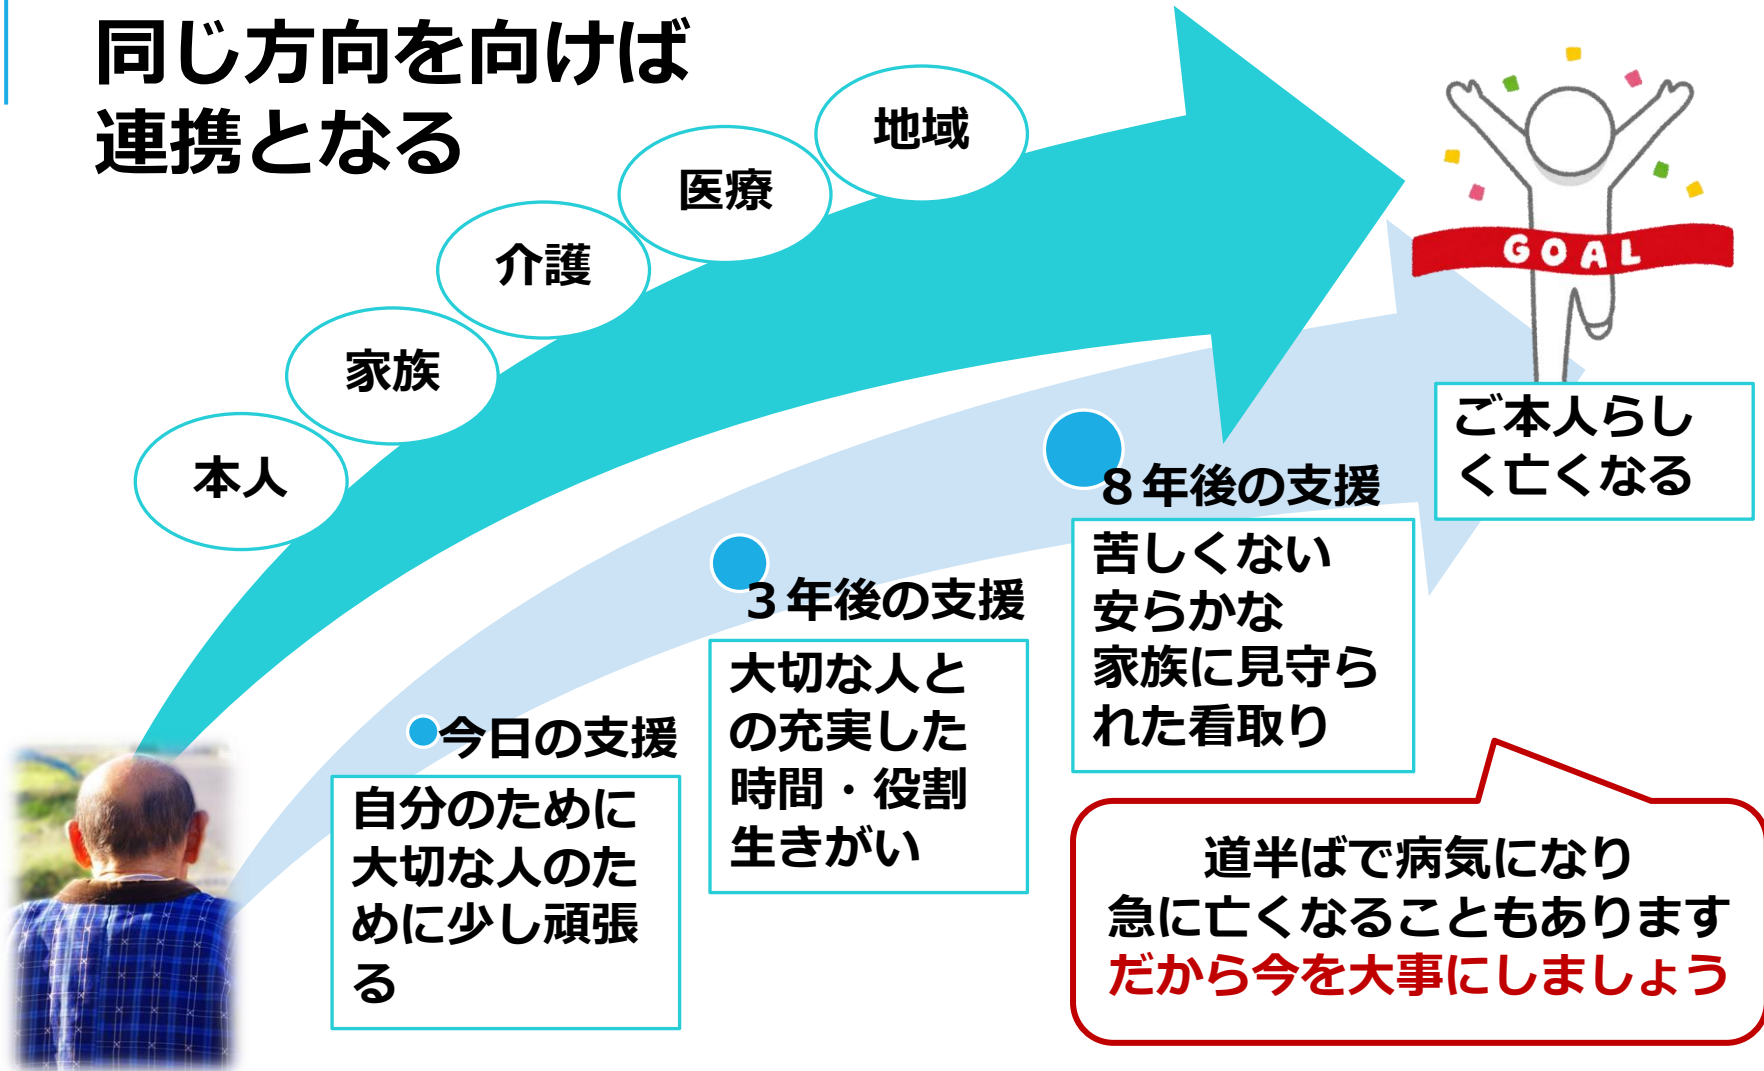 同じ方向を向けば
連携となる
地域
医療
介護
家族
本人
GOAL
ご本人らし
く亡くなる
８年後の支援
苦しくない
安らかな
家族に見守ら
れた看取り
３年後の支援
大切な人と
の充実した
時間・役割
生きがい
今日の支援
自分のために
大切な人のた
めに少し頑張
る
道半ばで病気になり
急に亡くなることもあります
だから今を大事にしましょう